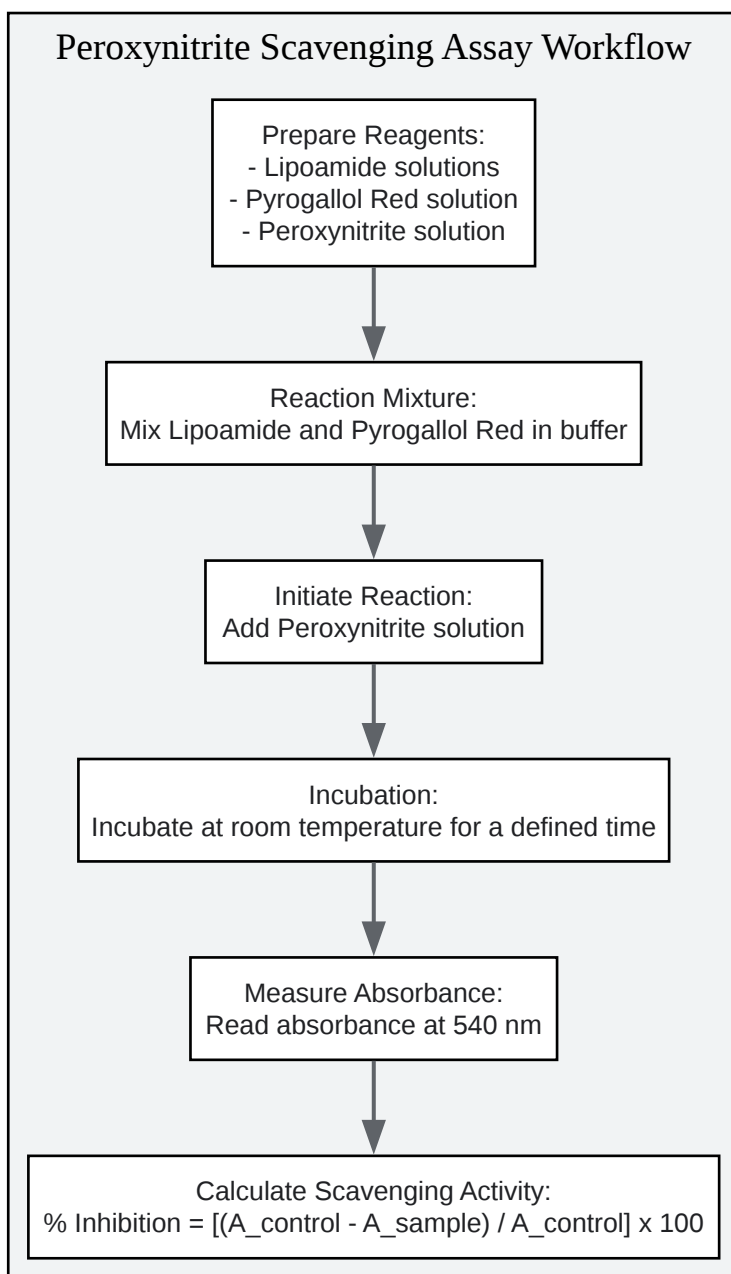 Peroxynitrite Scavenging Assay Workflow
Prepare Reagents:
- Lipoamide solutions
- Pyrogallol Red solution
- Peroxynitrite solution
Reaction Mixture:
Mix Lipoamide and Pyrogallol Red in buffer
Initiate Reaction:
Add Peroxynitrite solution
Incubation:
Incubate at room temperature for a defined time
Measure Absorbance:
Read absorbance at 540 nm
Calculate Scavenging Activity:
% Inhibition = [(A_control - A_sample) / A_control] x 100